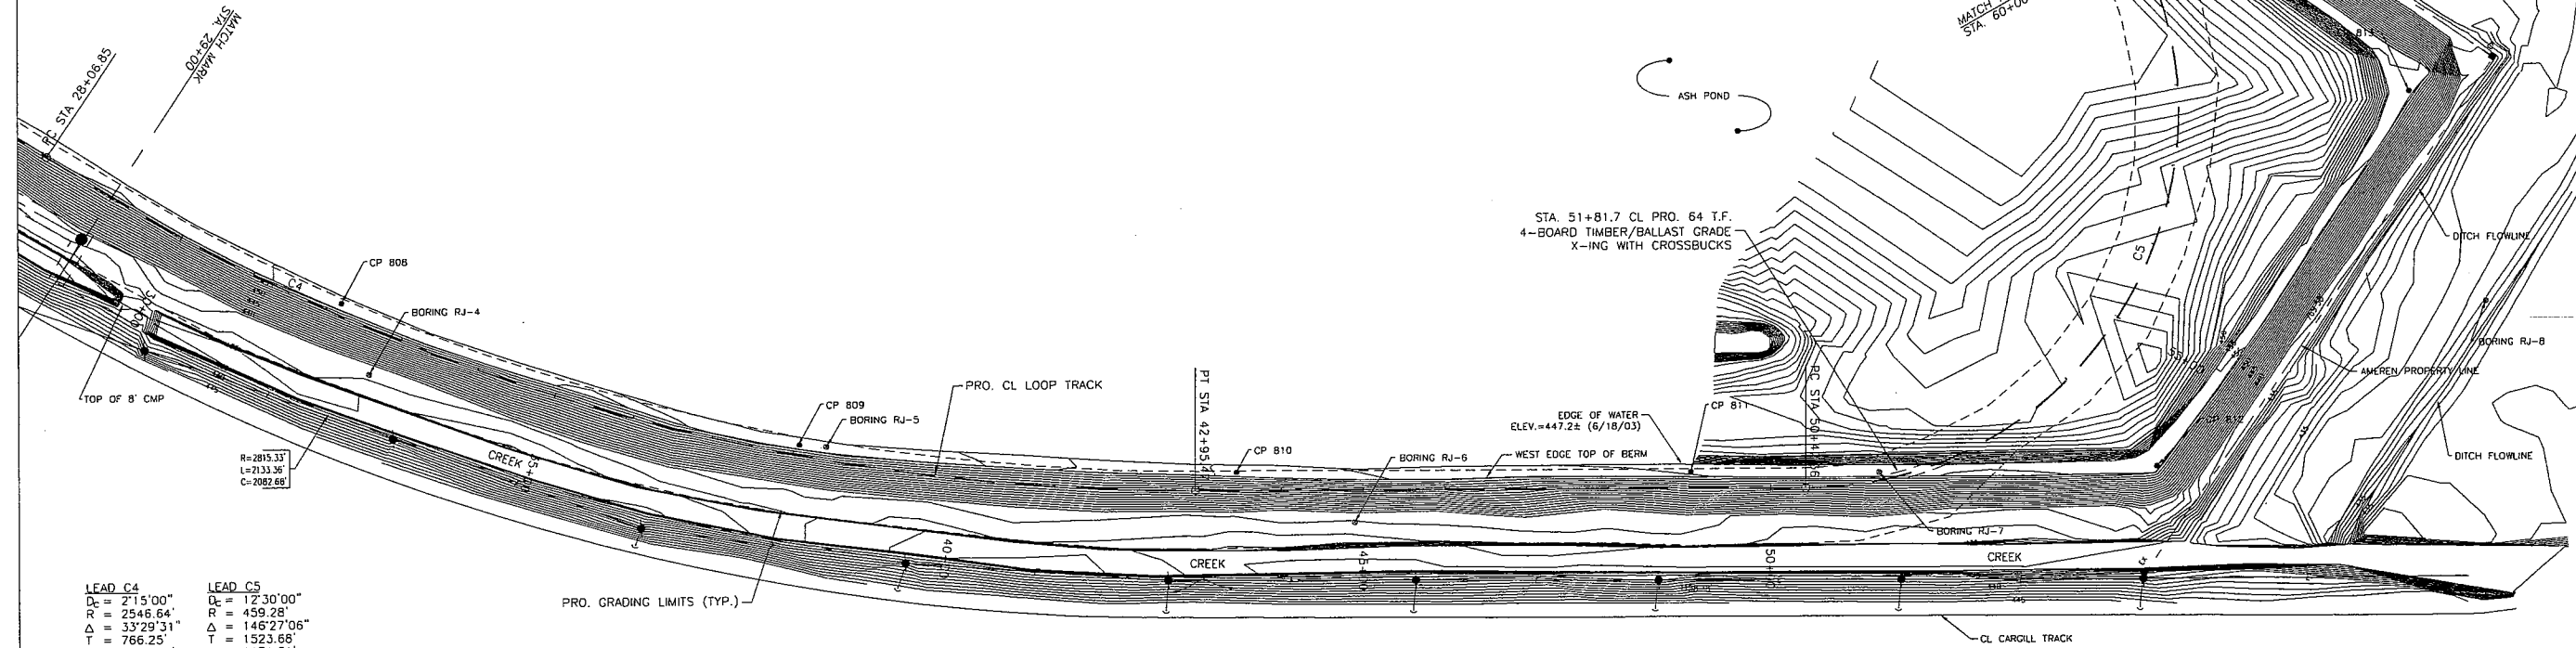 MATCH MARK
STA. 29+00
PC STA 28+06.85
MATCH
STA. 60+00
ASH POND
STA. 51+81.7 CL PRO. 64 T.F.
4-BOARD TIMBER/BALLAST GRADE
X-ING WITH CROSSBUCKS
C5
DITCH FLOWLINE
CP 808
C4
BORING RJ-4
30+00
TOP OF 8' CMP
BORING RJ-8
AMEREN PROPERTY LINE
PRO. CL LOOP TRACK
PT STA 42+95.4
PC STA 50+4
CP 809
BORING RJ-5
CP 811
EDGE OF WATER
ELEV.=447.2± (6/18/03)
CP 812
CP 810
BORING RJ-6
WEST EDGE TOP OF BERM
DITCH FLOWLINE
R=2815.33'
L=2133.36'
C=2082.68'
CREEK
BORING RJ-7
40+00
45+00
50+00
CREEK
CREEK
PRO. GRADING LIMITS (TYP.)
CL CARGILL TRACK
LEAD C4
Dc = 2°15'00"
R = 2546.64'
Δ = 33°29'31"
T = 766.25'
LEAD C5
Dc = 12°30'00"
R = 459.28'
Δ = 146°27'06"
T = 1523.68'